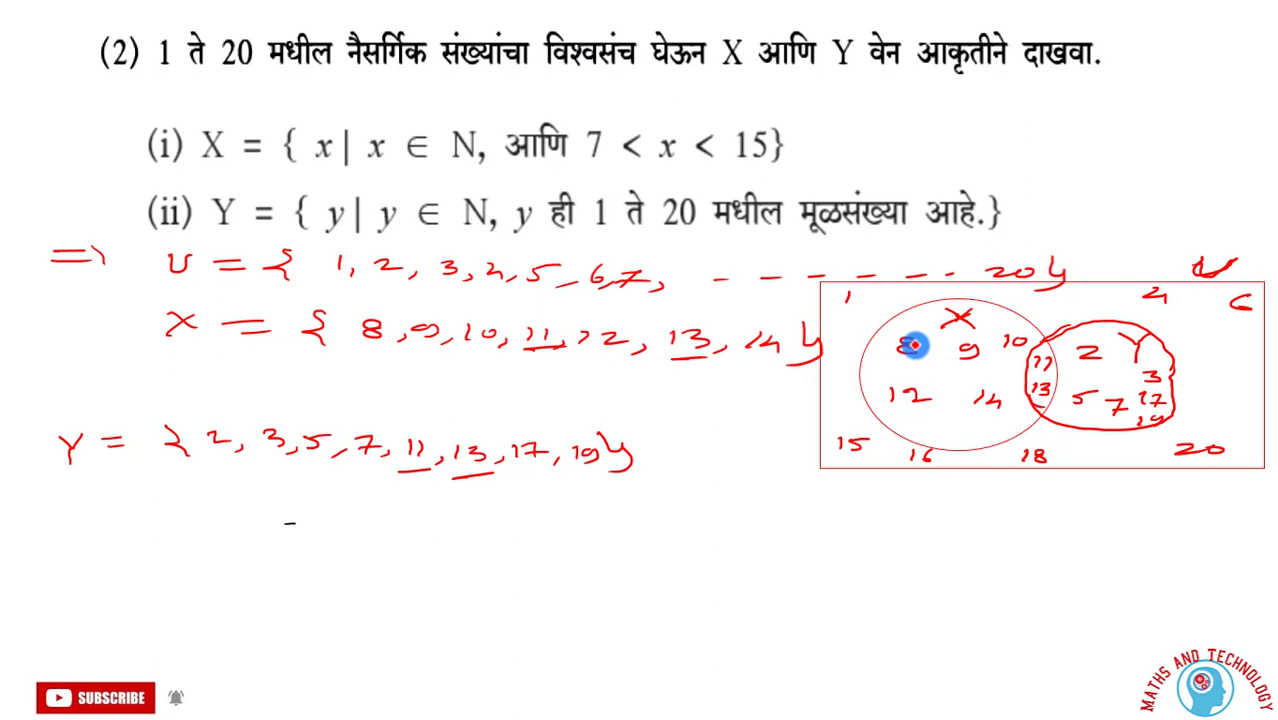 (2) 1 ते 20 मधील नैसर्गिक संख्यांचा विश्वसंच घेऊन X आणि Y वेन आकृतीने दाखवा.
(i) X = { x | x ∈ N, आणि 7 < x < 15}
(ii) Y = { y | y ∈ N, y ही 1 ते 20 मधील मूळसंख्या आहे.}
=> U = { 1, 2, 3, 4, 5, 6, 7, - - - - - - . 20 }
X = { 8, 9, 10, 11, 12, 13, 14 }
Y = { 2, 3, 5, 7, 11, 13, 17, 19 }
U
1 4 6
X Y
8 9 10 11 2 3
12 14 13 5 7 17
19
15 16 18 20
SUBSCRIBE
MATHS AND TECHNOLOGY